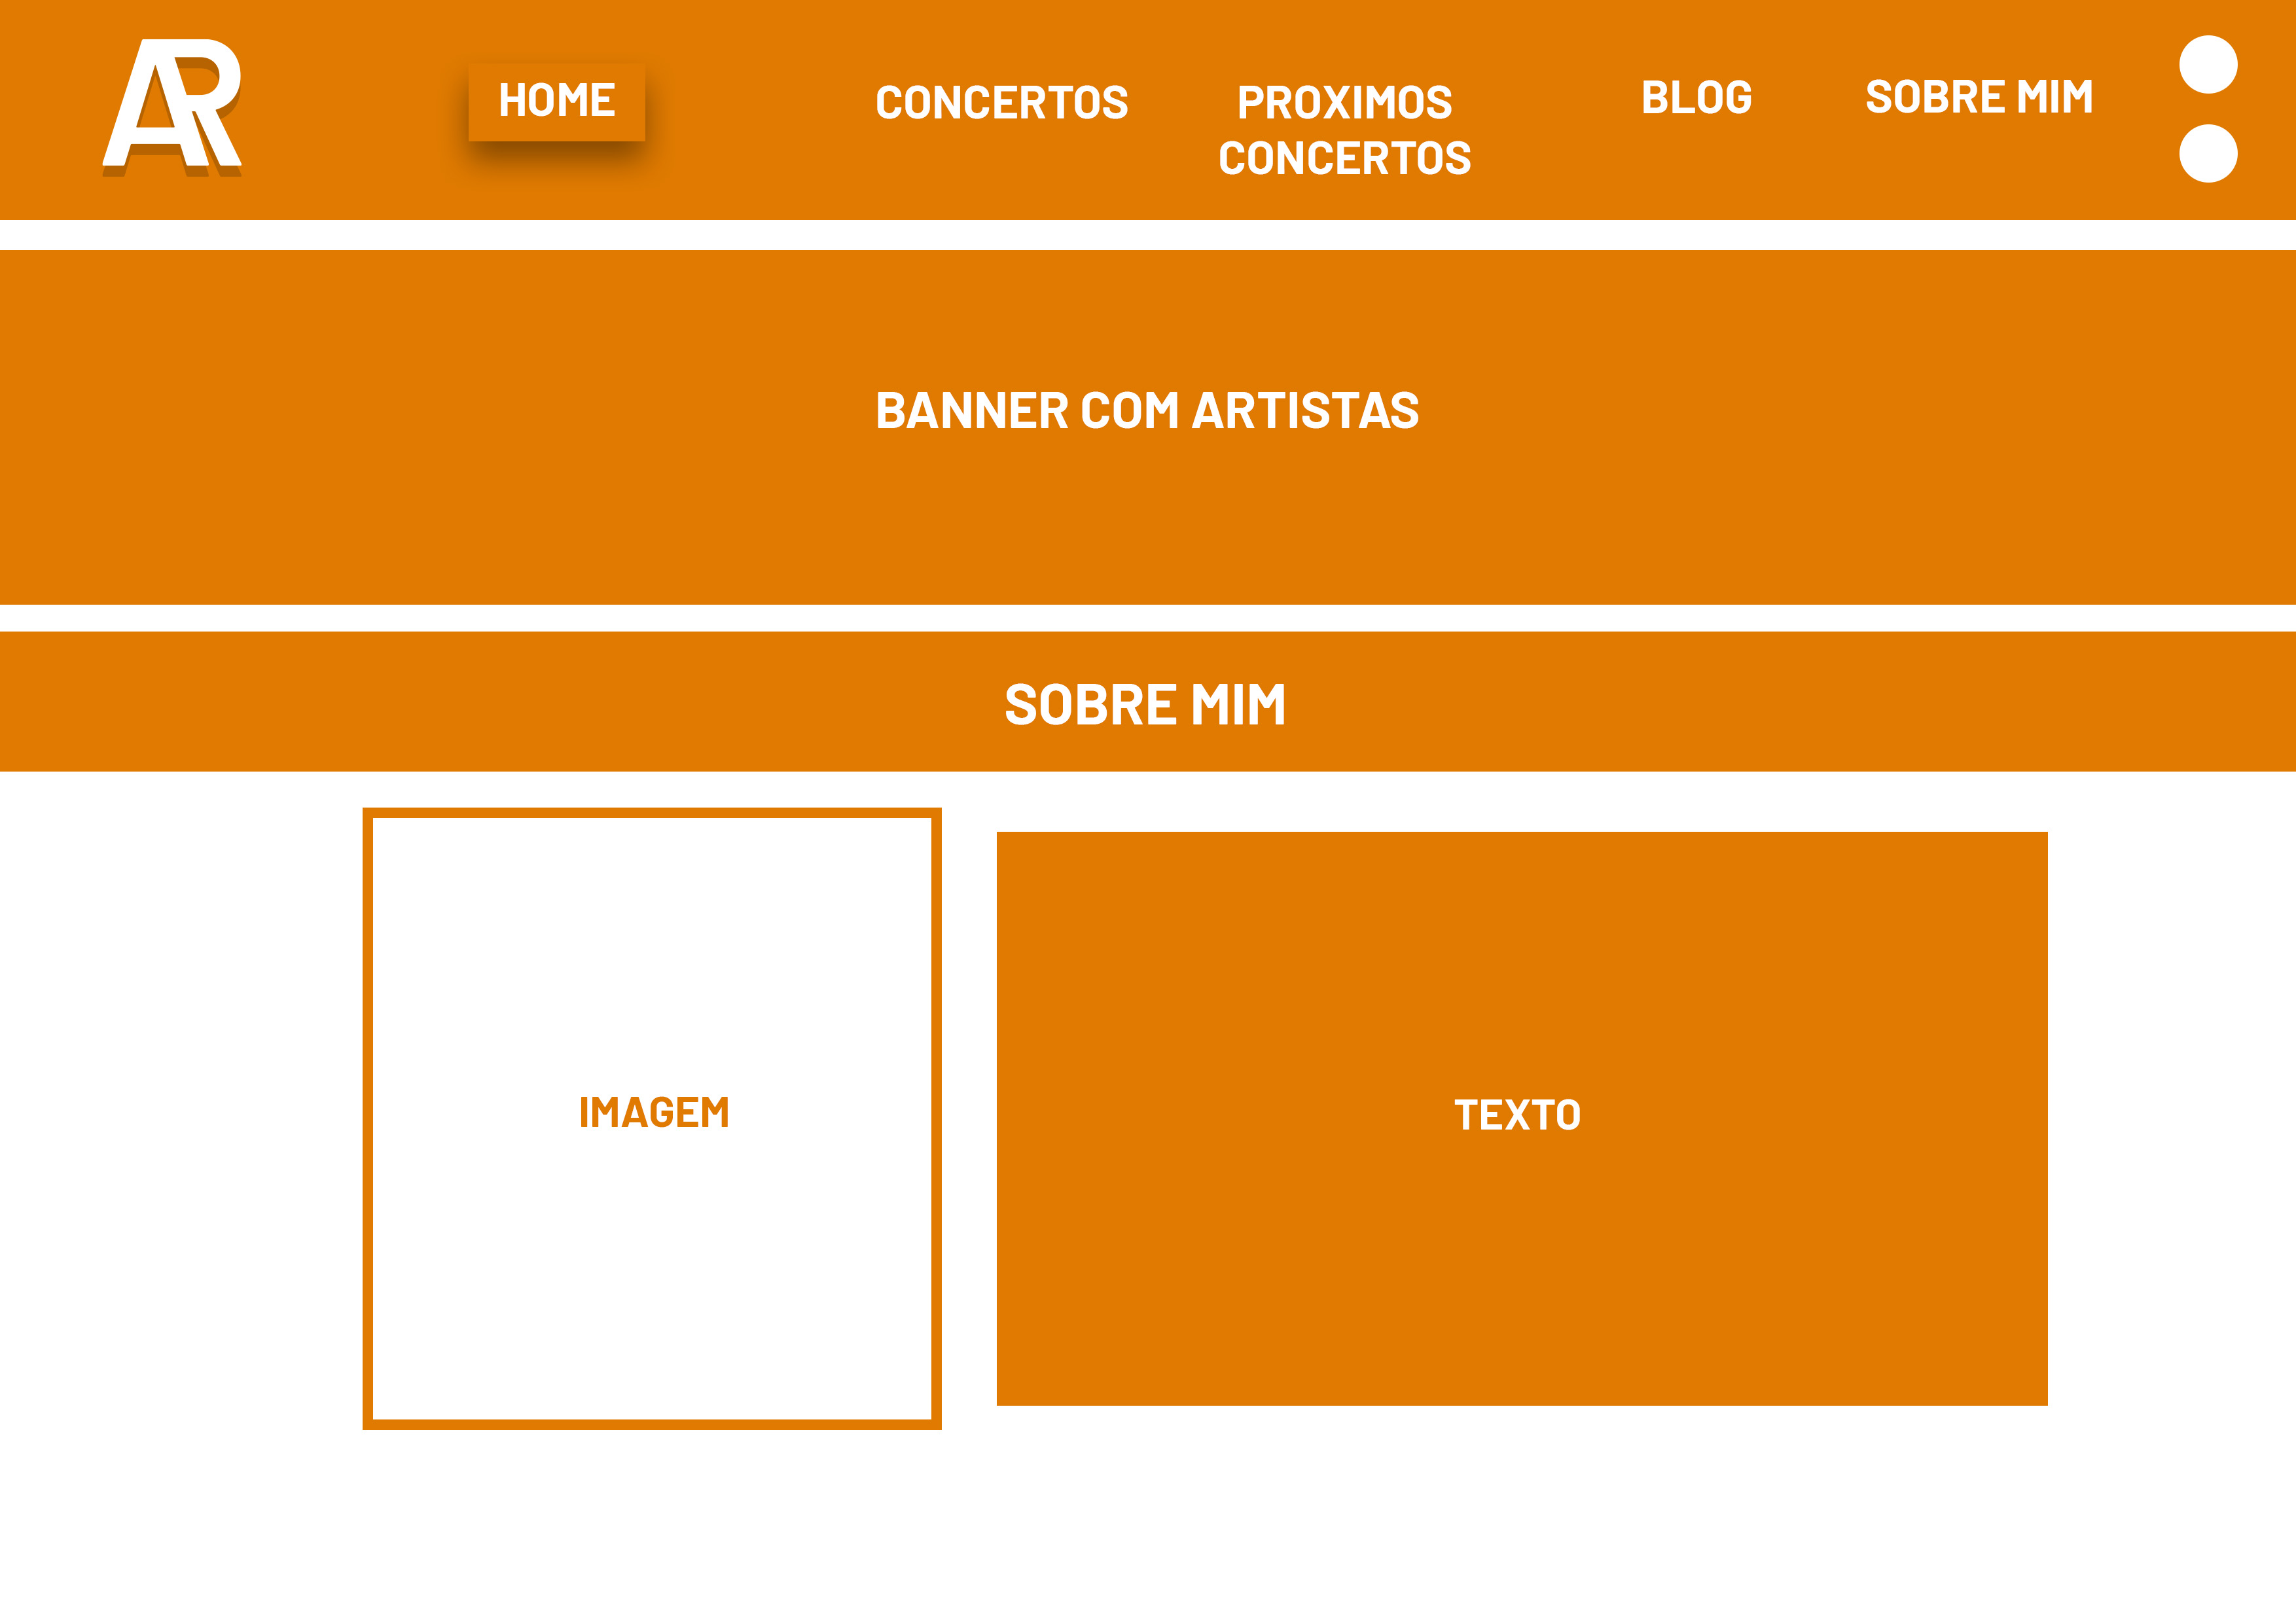 AR
HOME
CONCERTOS
PROXIMOS
CONCERTOS
BLOG
SOBRE MIM
BANNER COM ARTISTAS
SOBRE MIM
IMAGEM
TEXTO